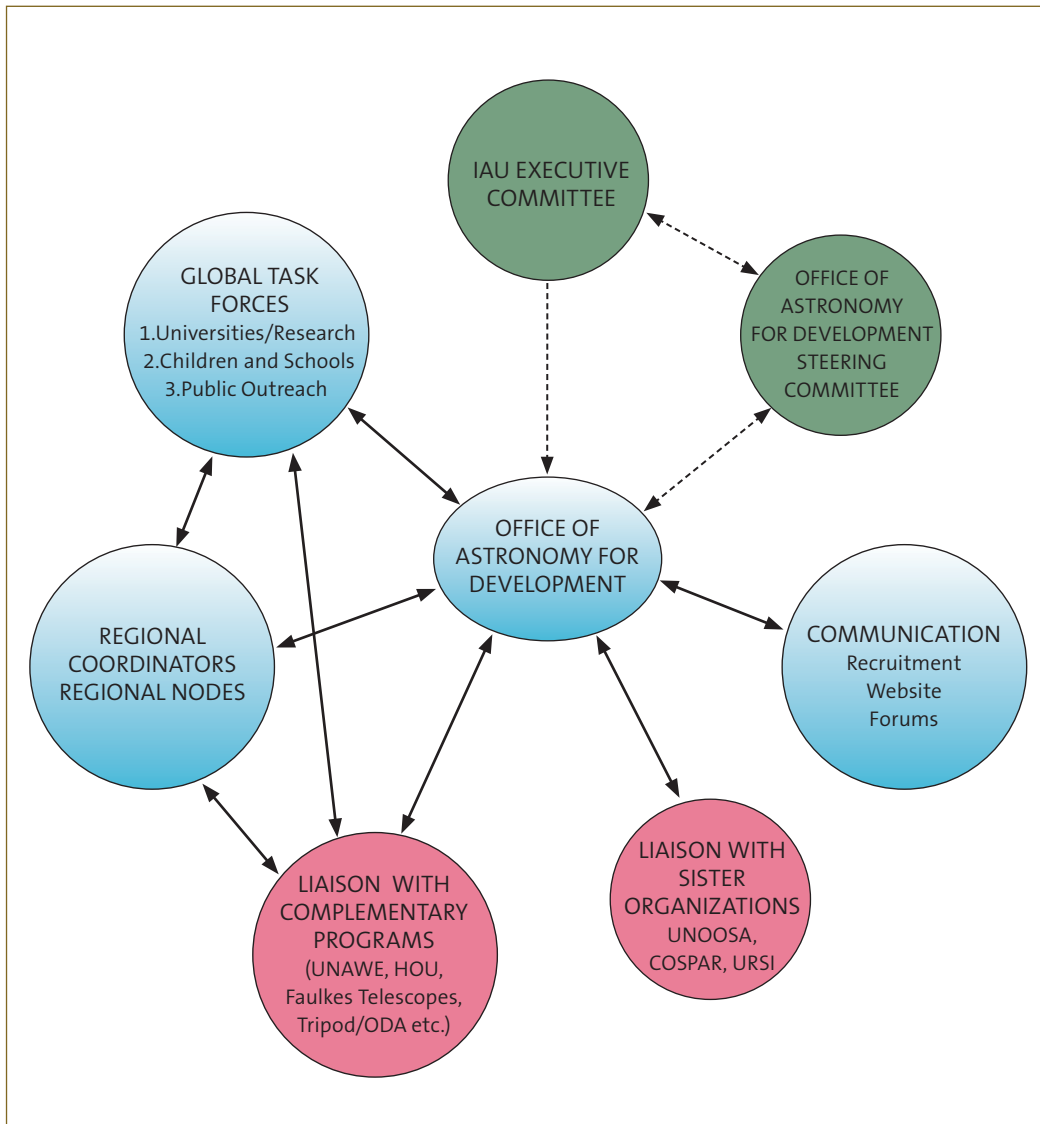 IAU EXECUTIVE
COMMITTEE
GLOBAL TASK
FORCES
1.Universities/Research
2.Children and Schools
3.Public Outreach
OFFICE OF
ASTRONOMY
FOR DEVELOPMENT
STEERING
COMMITTEE
OFFICE OF
ASTRONOMY FOR
DEVELOPMENT
REGIONAL
COORDINATORS
REGIONAL NODES
COMMUNICATION
Recruitment
Website
Forums
LIAISON WITH
COMPLEMENTARY
PROGRAMS
(UNAWE, HOU,
Faulkes Telescopes,
Tripod/ODA etc.)
LIAISON WITH
SISTER
ORGANIZATIONS
UNOOSA,
COSPAR, URSI